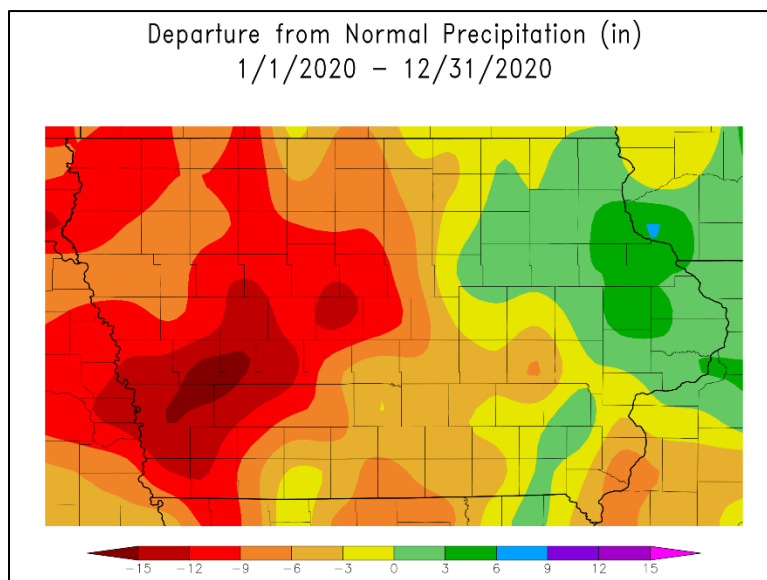 Departure from Normal Precipitation (in)
1/1/2020 – 12/31/2020
-15 -12 -9 -6 -3 0 3 6 9 12 15